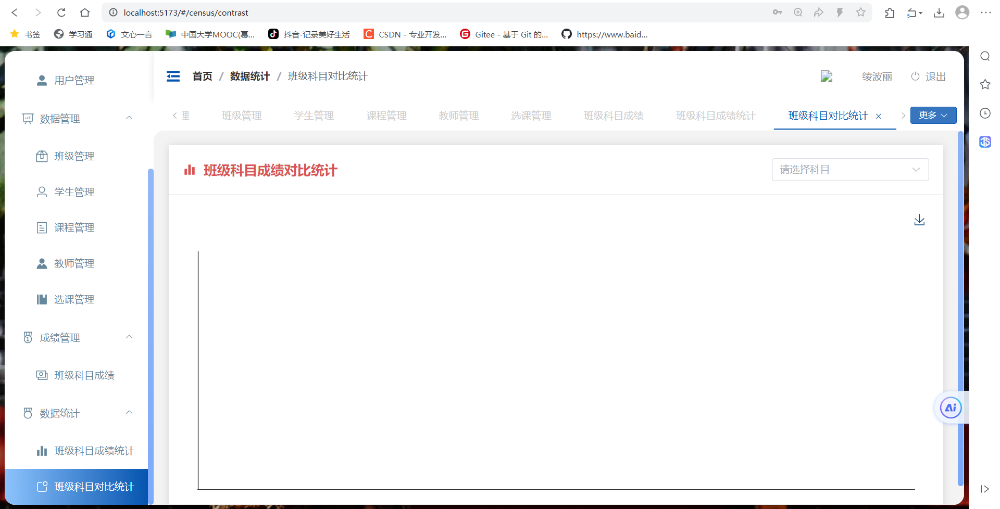 localhost:5173/#/census/contrast
书签 学习通 文心一言 中国大学MOOC(慕... 抖音-记录美好生活 CSDN - 专业开发... Gitee - 基于 Git 的... https://www.baid...
首页 / 数据统计 / 班级科目对比统计
绫波丽 退出
理 班级管理 学生管理 课程管理 教师管理 选课管理 班级科目成绩 班级科目成绩统计 班级科目对比统计 更多
用户管理
数据管理
班级管理
学生管理
课程管理
教师管理
选课管理
成绩管理
班级科目成绩
数据统计
班级科目成绩统计
班级科目对比统计
班级科目成绩对比统计
请选择科目
Ai